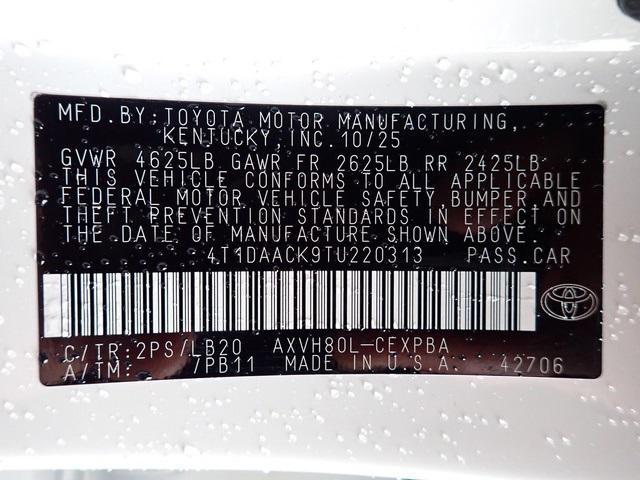 MFD. BY: TOYOTA MOTOR MANUFACTURING,
KENTUCKY, INC. 10/25
GVWR 4625LB GAWR FR 2625LB RR 2425LB
THIS VEHICLE CONFORMS TO ALL APPLICABLE
FEDERAL MOTOR VEHICLE SAFETY, BUMPER, AND
THEFT PREVENTION STANDARDS IN EFFECT ON
THE DATE OF MANUFACTURE SHOWN ABOVE.
4T1DAACK9TU220313 PASS. CAR
C/TR: 2PS/LB20 AXVH80L-CEXPBA
A/TM: /PB11 MADE IN U.S.A. 42706